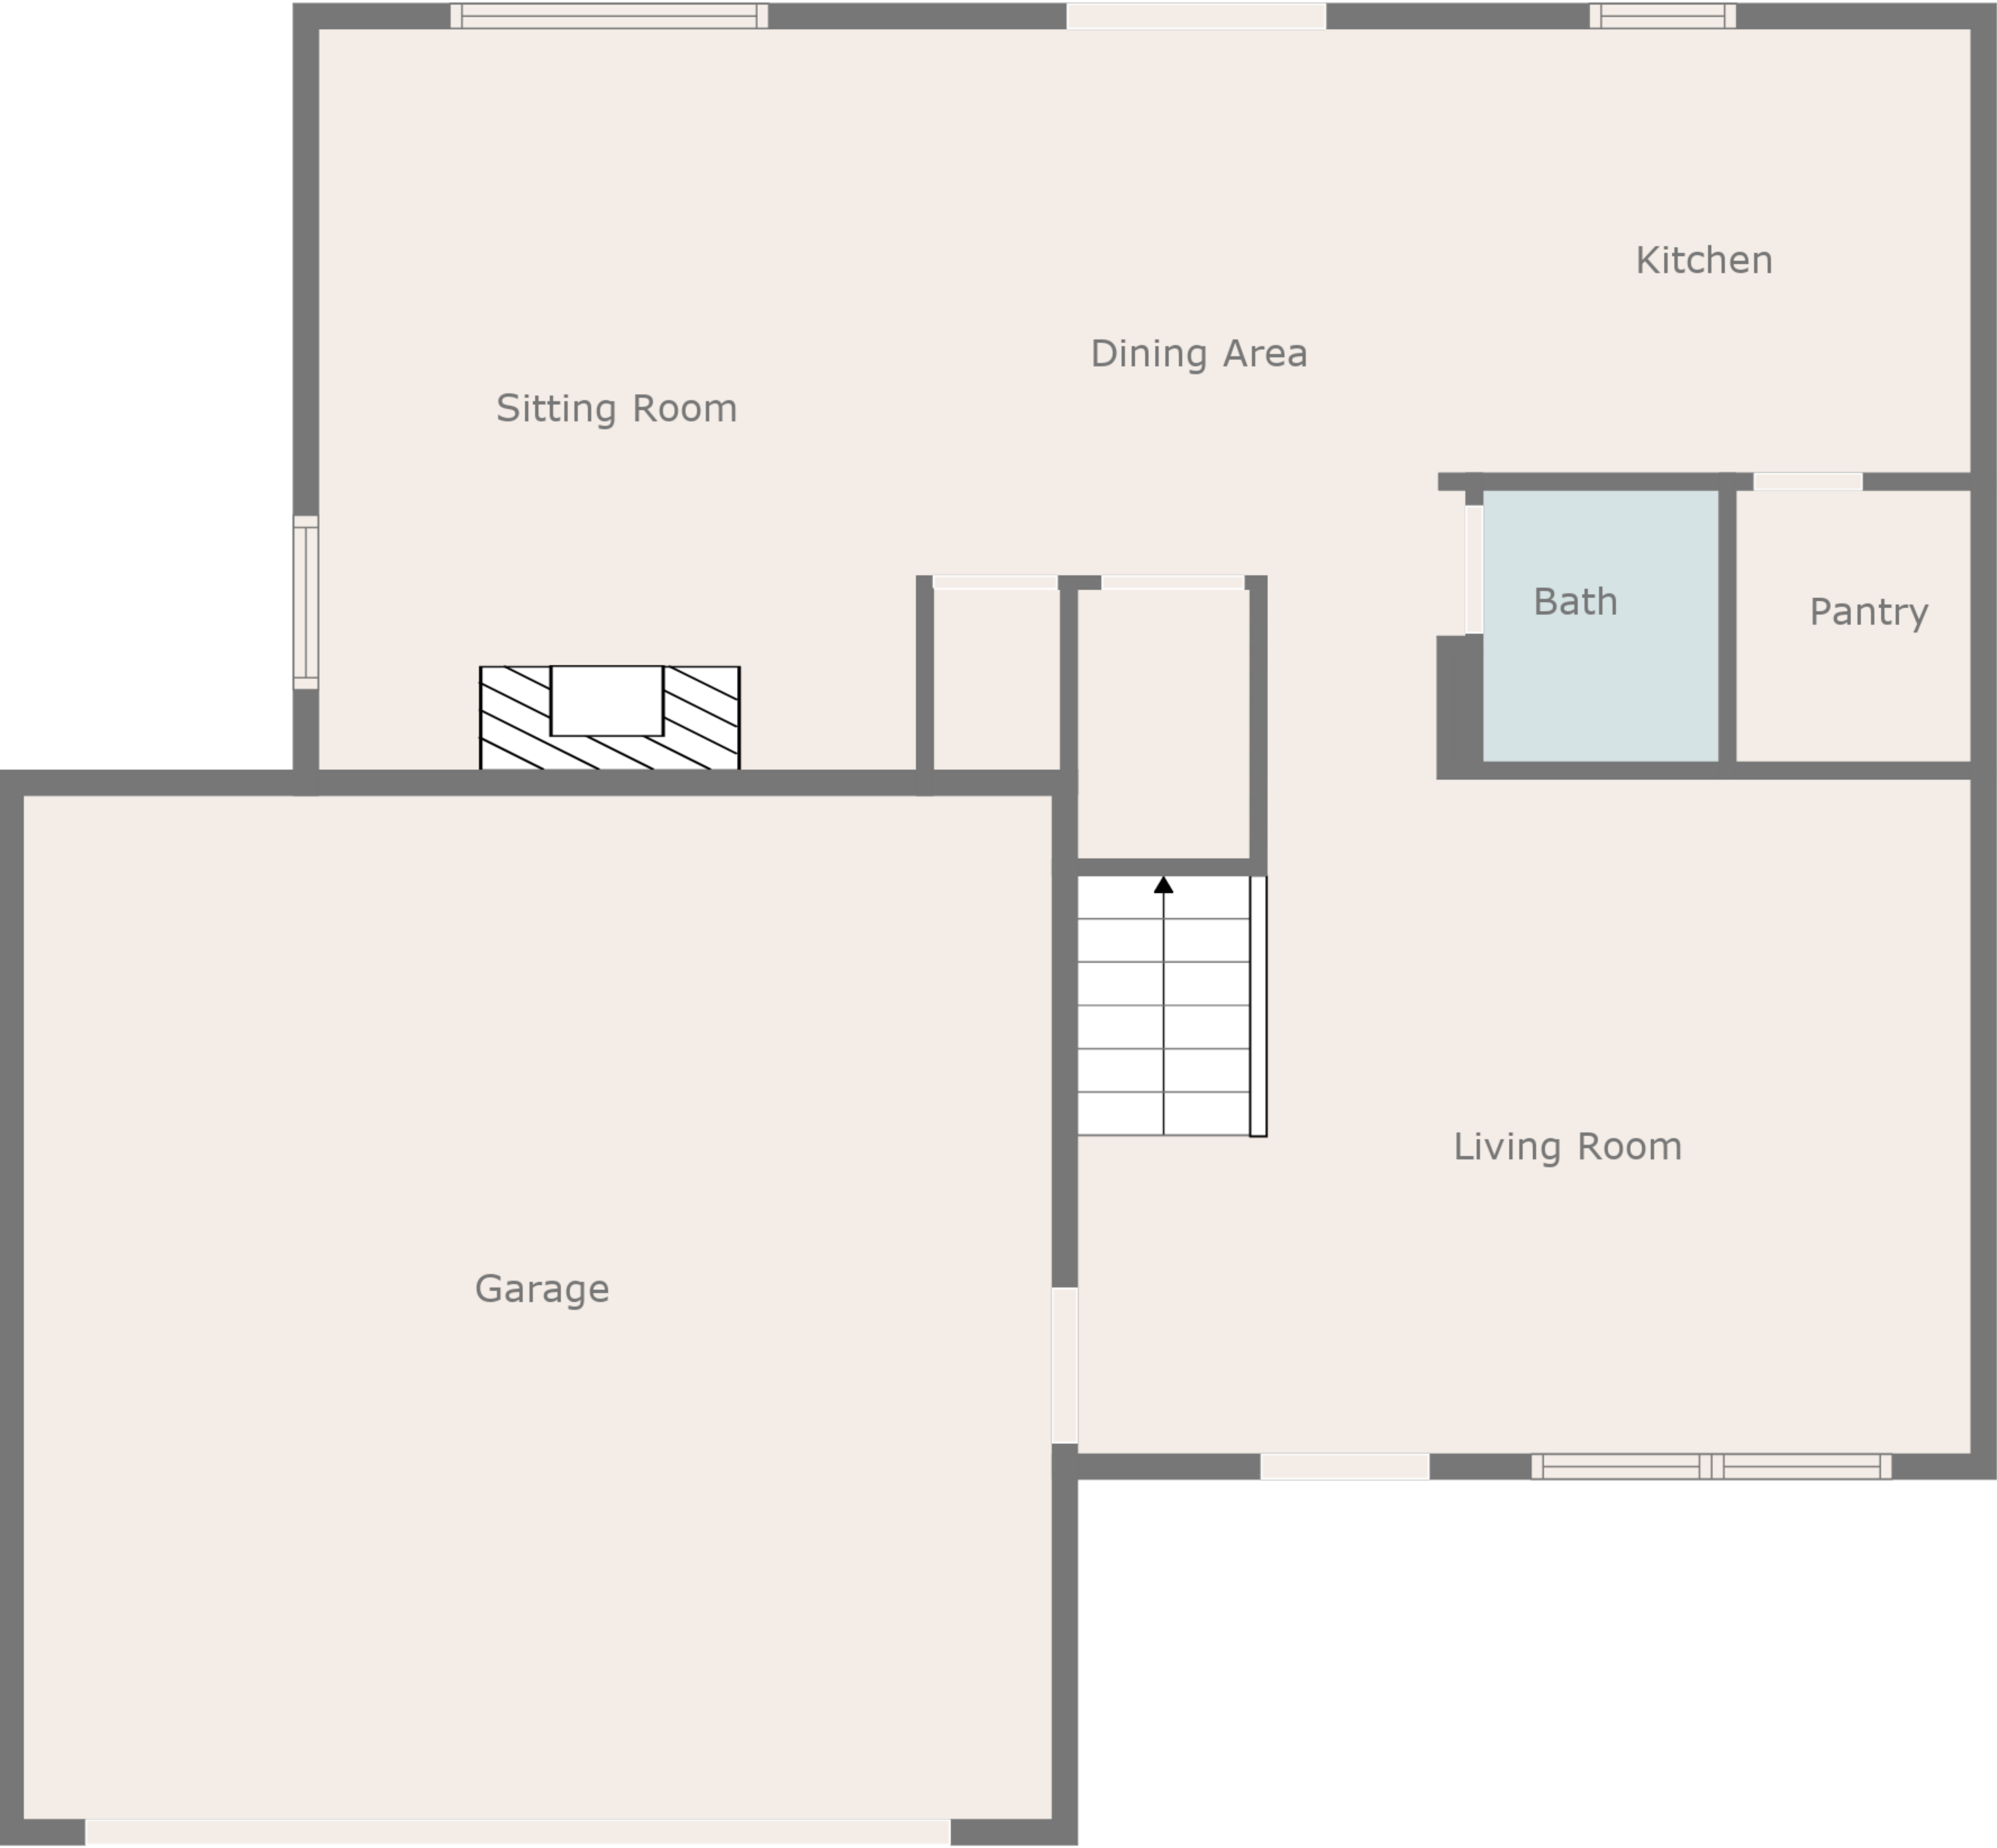 Kitchen
Dining Area
Sitting Room
Bath
Pantry
Living Room
Garage